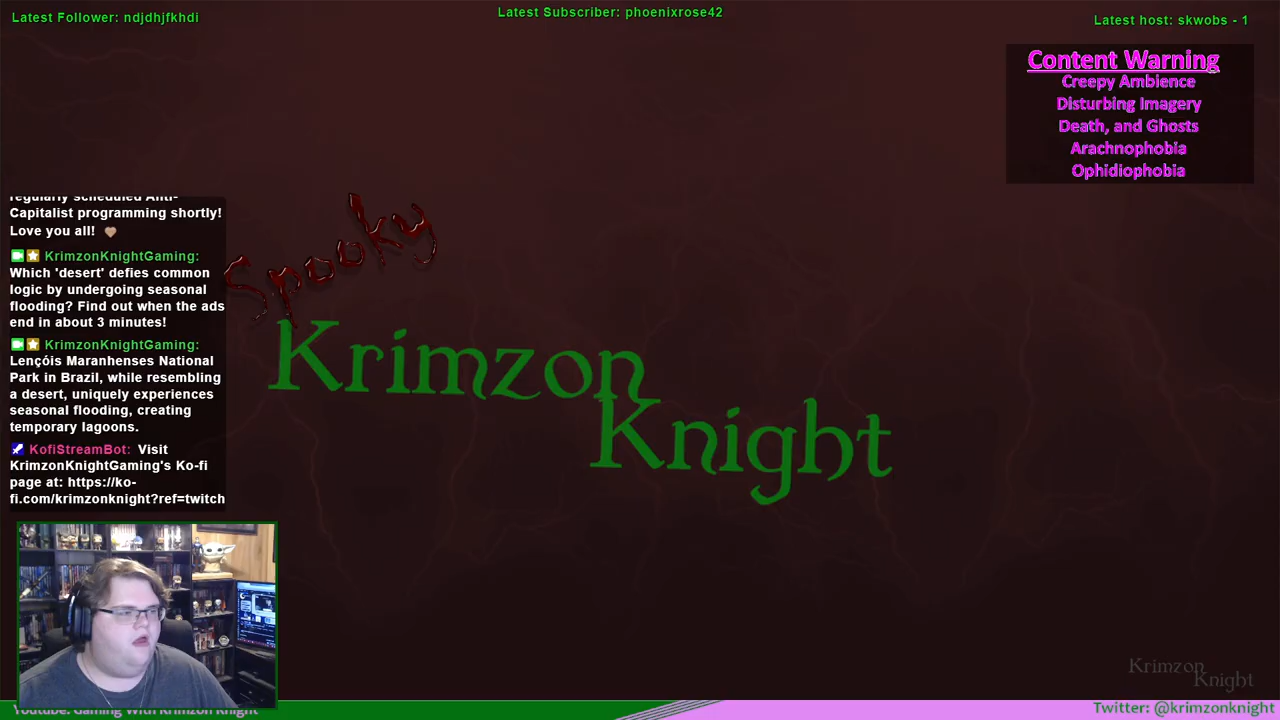 Latest Follower: ndjdhjfkhdi
Latest Subscriber: phoenixrose42
Latest host: skwobs - 1
Content Warning
Creepy Ambience
Disturbing Imagery
Death, and Ghosts
Arachnophobia
Ophidiophobia
regularly scheduled Anti-
Capitalist programming shortly!
Love you all!
KrimzonKnightGaming:
Which 'desert' defies common
logic by undergoing seasonal
flooding? Find out when the ads
end in about 3 minutes!
KrimzonKnightGaming:
Lençóis Maranhenses National
Park in Brazil, while resembling
a desert, uniquely experiences
seasonal flooding, creating
temporary lagoons.
KofiStreamBot: Visit
KrimzonKnightGaming's Ko-fi
page at: https://ko-
fi.com/krimzonknight?ref=twitch
Spooky
Krimzon
Knight
Krimzon
Knight
Youtube: Gaming With Krimzon Knight
Twitter: @krimzonknight